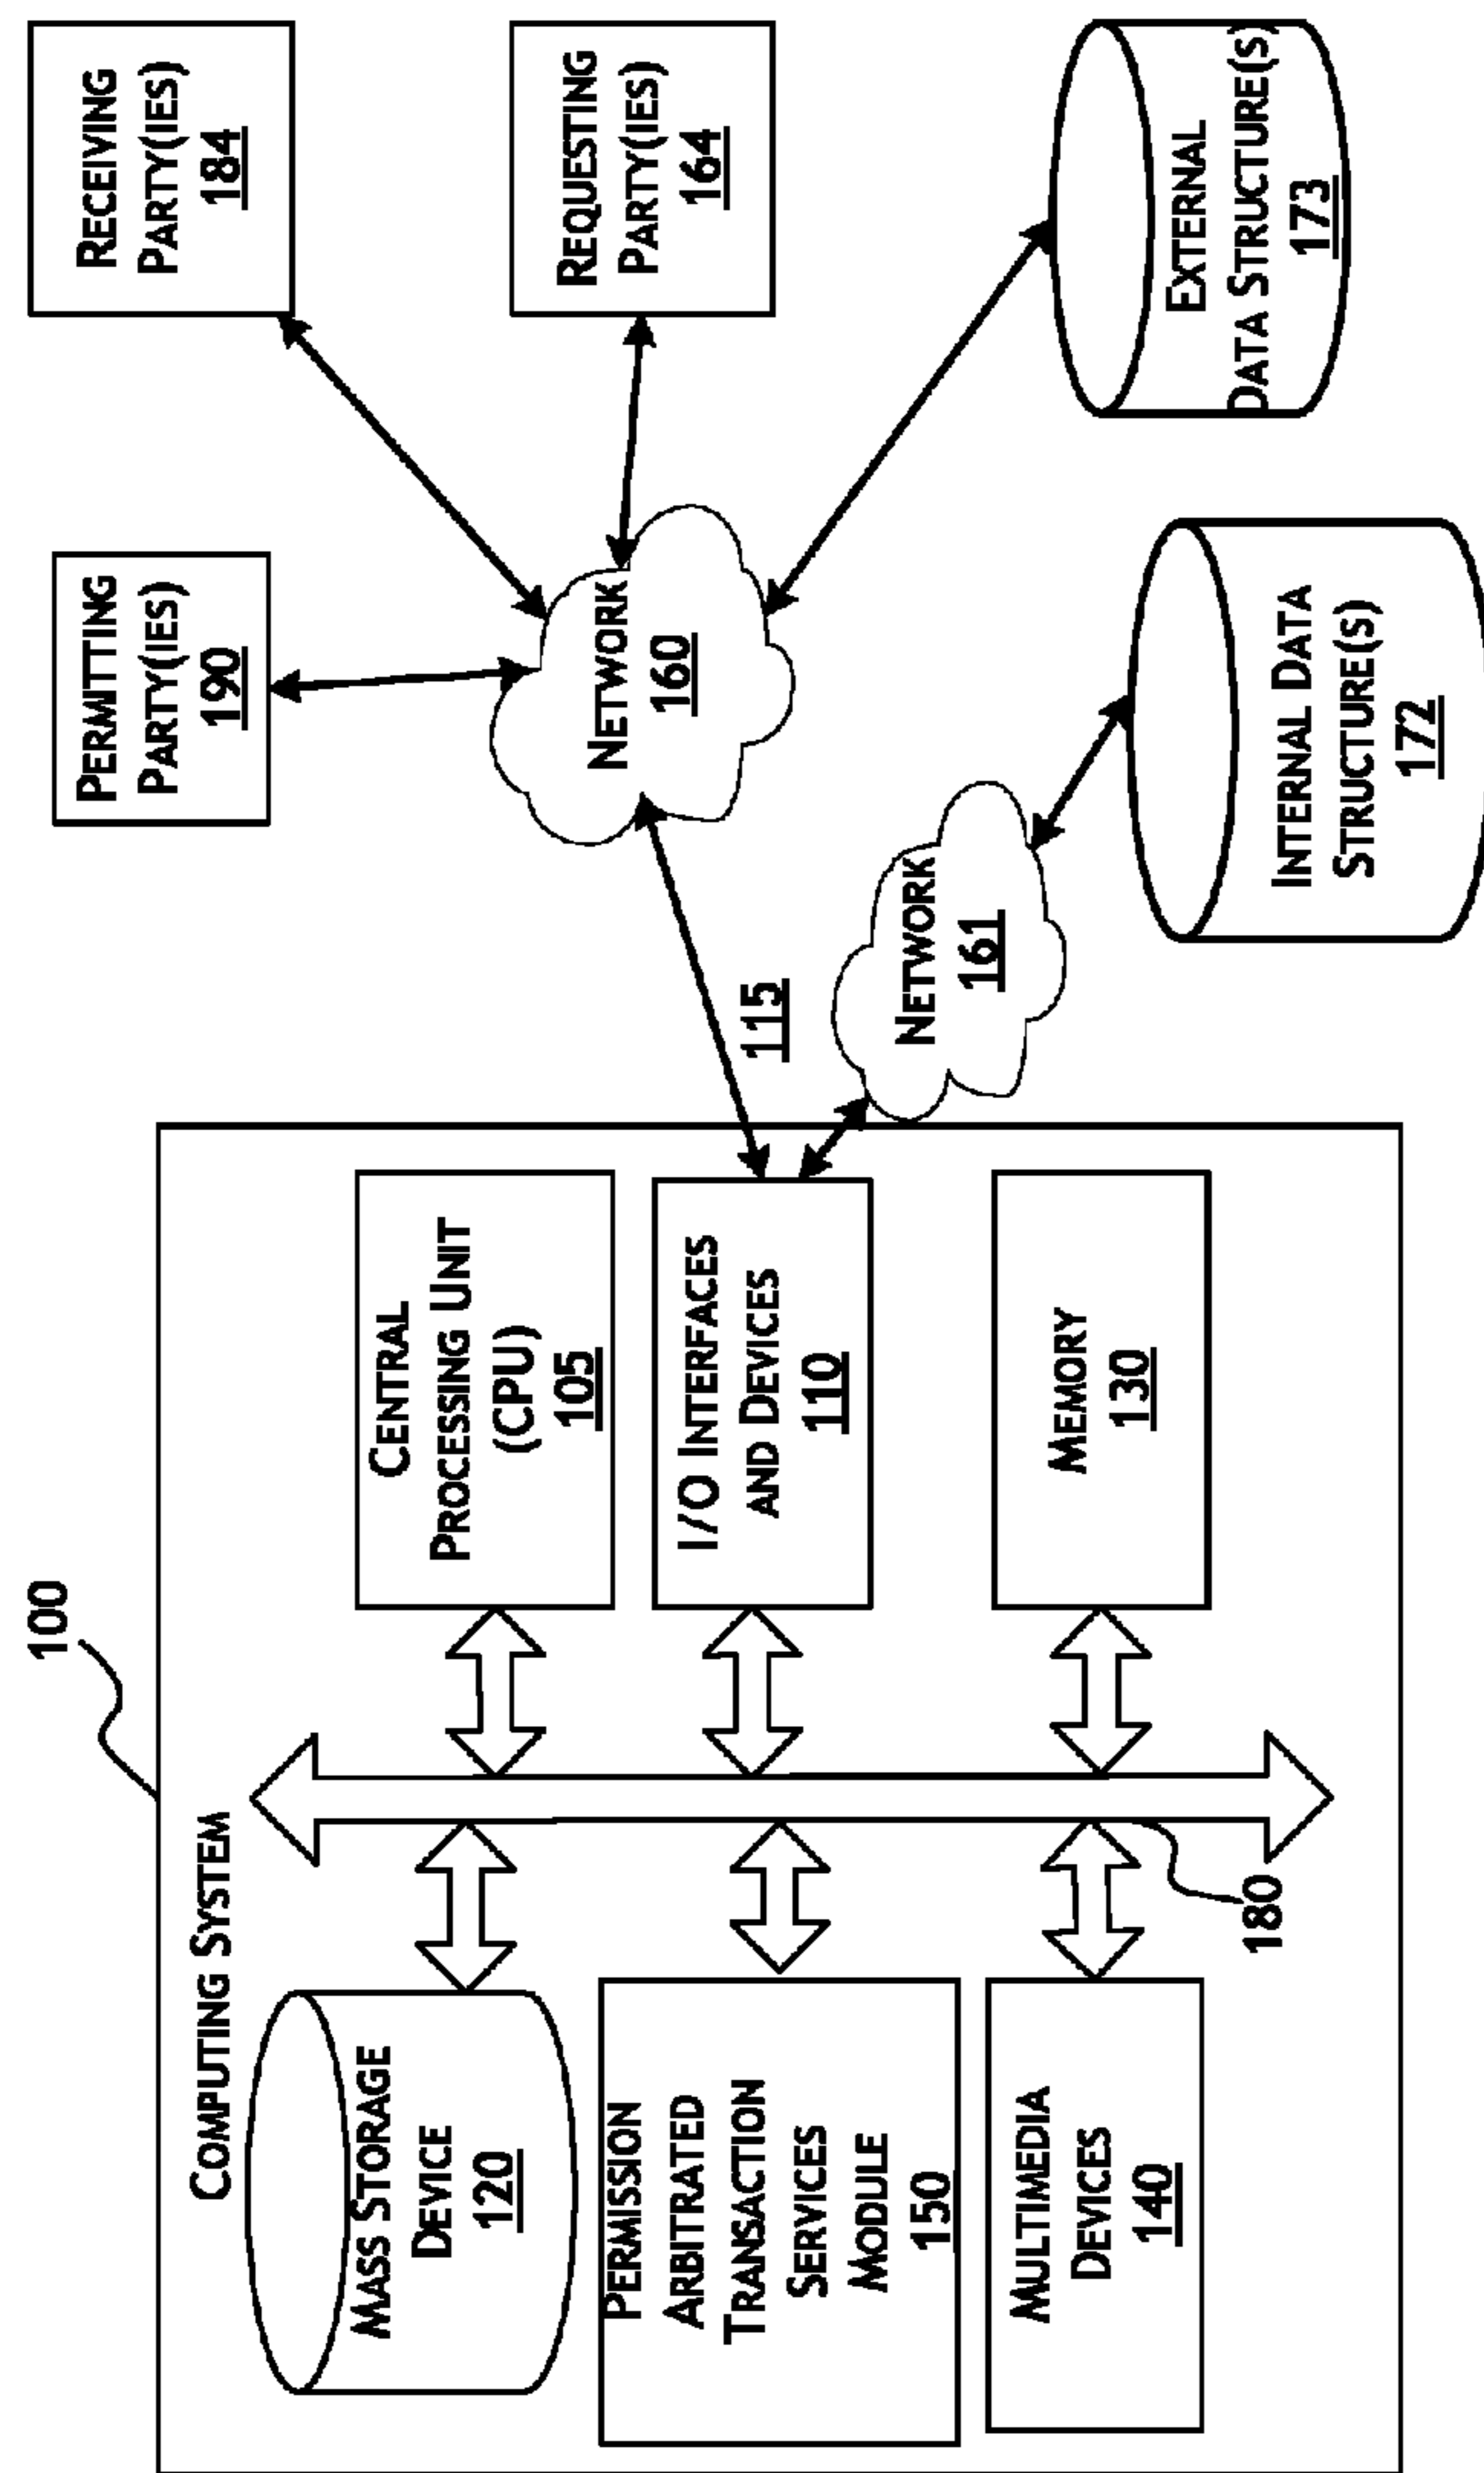 100
COMPUTING SYSTEM
MASS STORAGE
DEVICE
120
PERMISSION
ARBITRATED
TRANSACTION
SERVICES
MODULE
150
MULTIMEDIA
DEVICES
140
180
CENTRAL
PROCESSING UNIT
(CPU)
105
I/O INTERFACES
AND DEVICES
110
MEMORY
130
115
NETWORK
160
NETWORK
161
PERMITTING
PARTY(IES)
190
RECEIVING
PARTY(IES)
184
REQUESTING
PARTY(IES)
164
EXTERNAL
DATA STRUCTURE(S)
173
INTERNAL DATA
STRUCTURE(S)
172